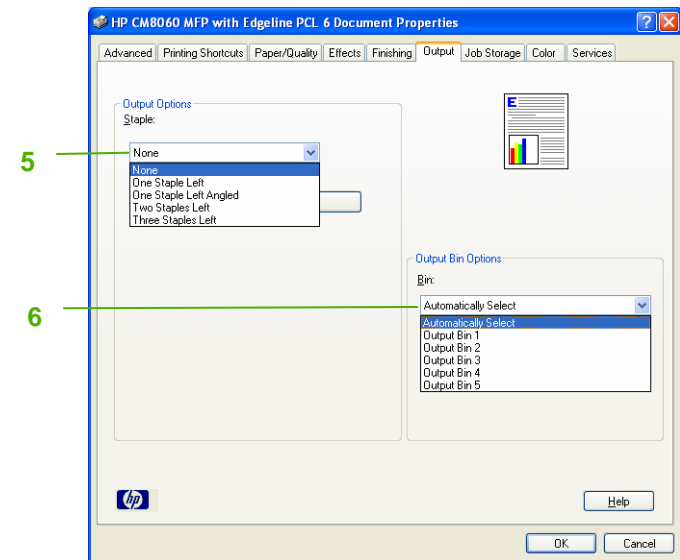 HP CM8060 MFP with Edgeline PCL 6 Document Properties
Advanced Printing Shortcuts Paper/Quality Effects Finishing Output Job Storage Color Services
Output Options
Staple:
5
None
None
One Staple Left
One Staple Left Angled
Two Staples Left
Three Staples Left
E
Output Bin Options
Bin:
6
Automatically Select
Automatically Select
Output Bin 1
Output Bin 2
Output Bin 3
Output Bin 4
Output Bin 5
hp
Help
OK Cancel